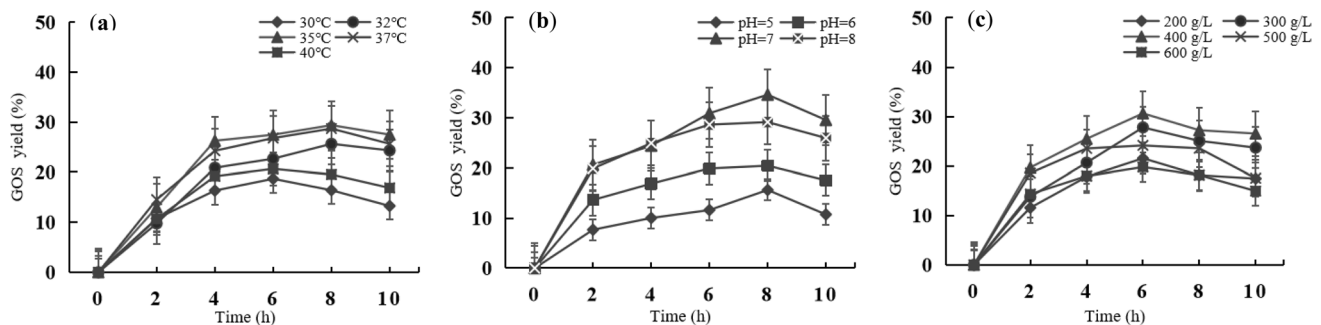 (a)
30℃ 32℃
35℃ 37℃
40℃
50
40
30
20
10
0
GOS yield (%)
0 2 4 6 8 10
Time (h)
(b)
pH=5 pH=6
pH=7 pH=8
50
40
30
20
10
0
GOS yield (%)
0 2 4 6 8 10
Time (h)
(c)
200 g/L 300 g/L
400 g/L 500 g/L
600 g/L
50
40
30
20
10
0
GOS yield (%)
0 2 4 6 8 10
Time (h)